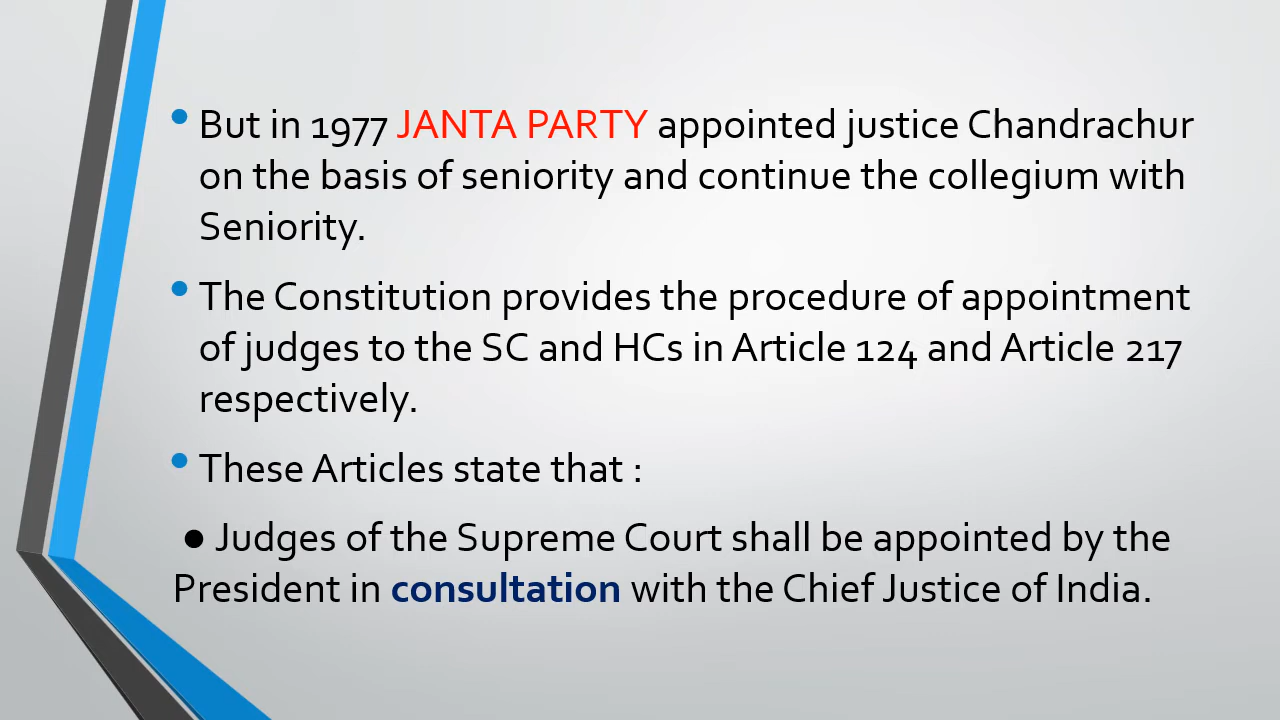 • But in 1977 JANTA PARTY appointed justice Chandrachur
on the basis of seniority and continue the collegium with
Seniority.
• The Constitution provides the procedure of appointment
of judges to the SC and HCs in Article 124 and Article 217
respectively.
• These Articles state that :
● Judges of the Supreme Court shall be appointed by the
President in consultation with the Chief Justice of India.